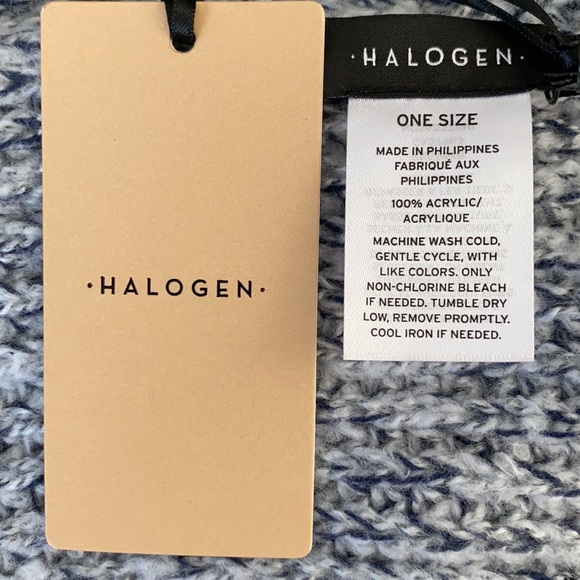 ·HALOGEN·
·HALOGEN·
ONE SIZE
MADE IN PHILIPPINES
FABRIQUÉ AUX
PHILIPPINES
100% ACRYLIC/
ACRYLIQUE
MACHINE WASH COLD,
GENTLE CYCLE, WITH
LIKE COLORS. ONLY
NON-CHLORINE BLEACH
IF NEEDED. TUMBLE DRY
LOW, REMOVE PROMPTLY.
COOL IRON IF NEEDED.